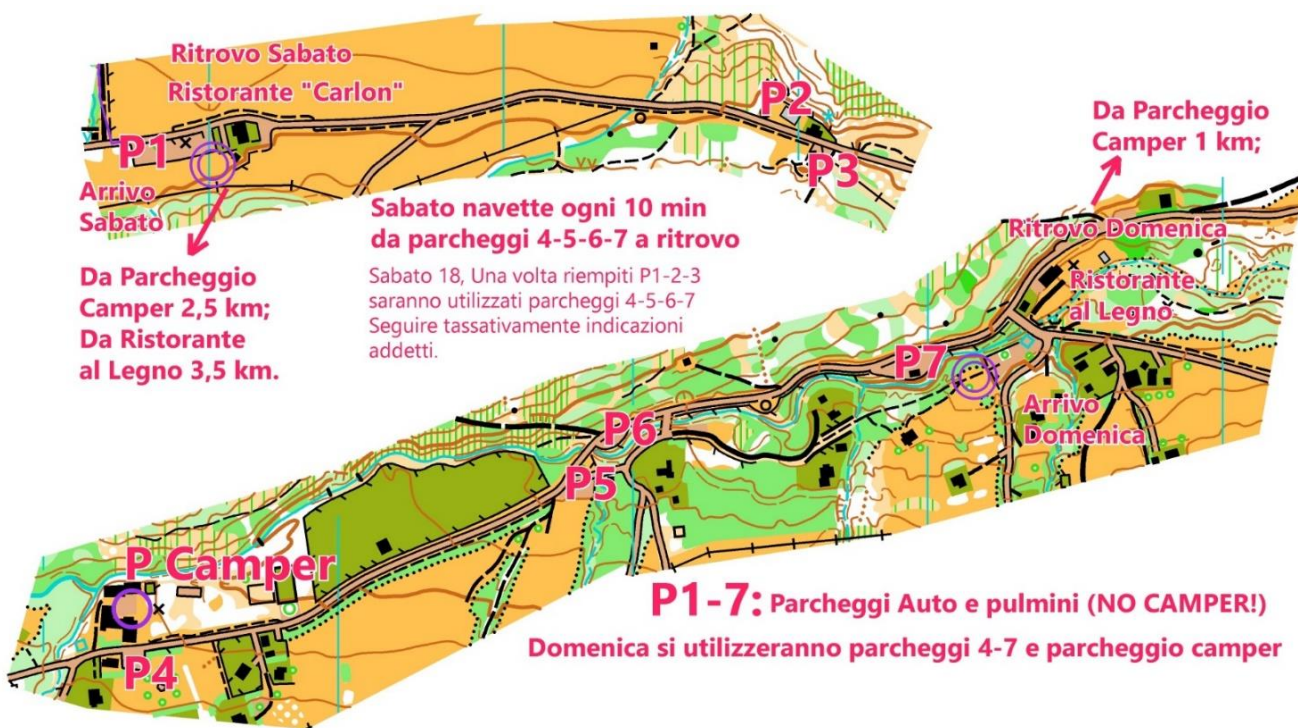 Ritrovo Sabato
Ristorante "Carlon"
P1
Arrivo
Sabato
P2
P3
Da Parcheggio
Camper 2,5 km;
Da Ristorante
al Legno 3,5 km.
Sabato navette ogni 10 min
da parcheggi 4-5-6-7 a ritrovo
Sabato 18, Una volta riempiti P1-2-3
saranno utilizzati parcheggi 4-5-6-7
Seguire tassativamente indicazioni
addetti.
Da Parcheggio
Camper 1 km;
Ritrovo Domenica
Ristorante
al Legno
P7
Arrivo
Domenica
P6
P5
P Camper
P4
P1-7: Parcheggi Auto e pulmini (NO CAMPER!)
Domenica si utilizzeranno parcheggi 4-7 e parcheggio camper